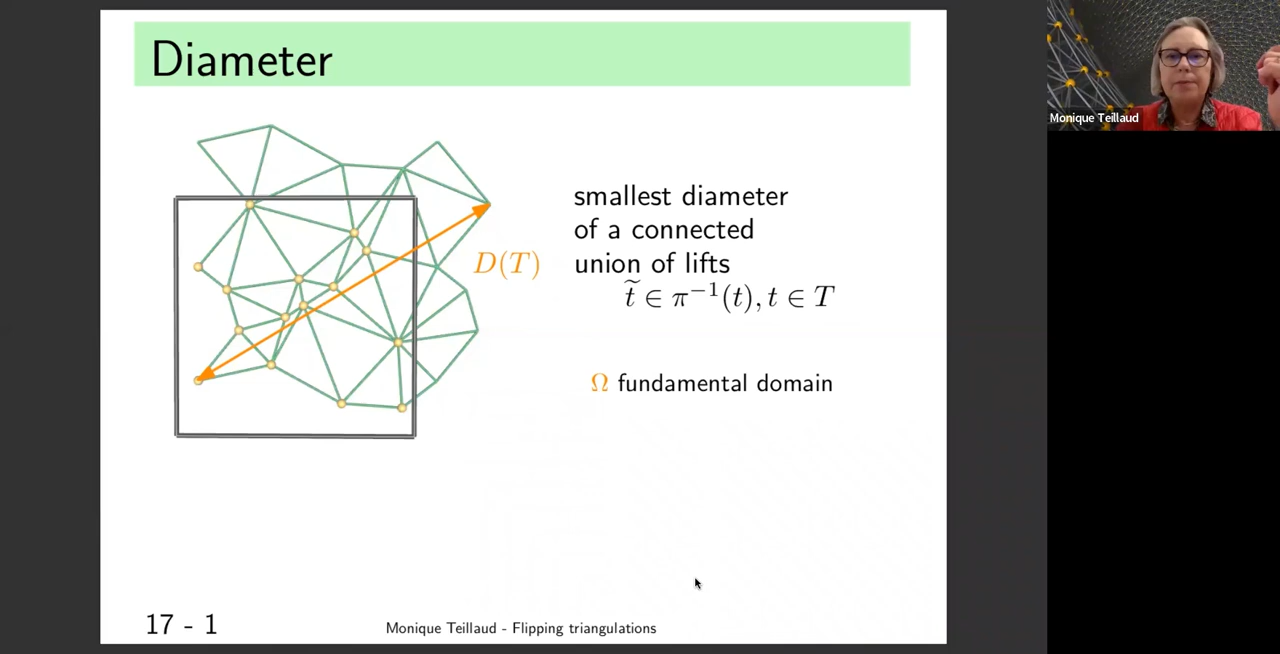 Diameter
smallest diameter
of a connected
D(T) union of lifts
t̃ ∈ π⁻¹(t), t ∈ T
Ω fundamental domain
17 - 1
Monique Teillaud - Flipping triangulations
Monique Teillaud